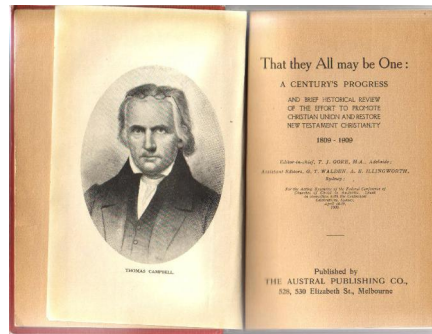 THOMAS CAMPBELL.
That they All may be One:
A CENTURY'S PROGRESS
AND BRIEF HISTORICAL REVIEW
OF THE EFFORT TO PROMOTE
CHRISTIAN UNION AND RESTORE
NEW TESTAMENT CHRISTIANITY
1809 - 1909
Editor-in-chief, T. J. GORE, M.A., Adelaide;
Assistant Editors, G. T. WALDEN, A. E. ILLINGWORTH,
Sydney;
Published by
THE AUSTRAL PUBLISHING CO.,
528, 530 Elizabeth St., Melbourne